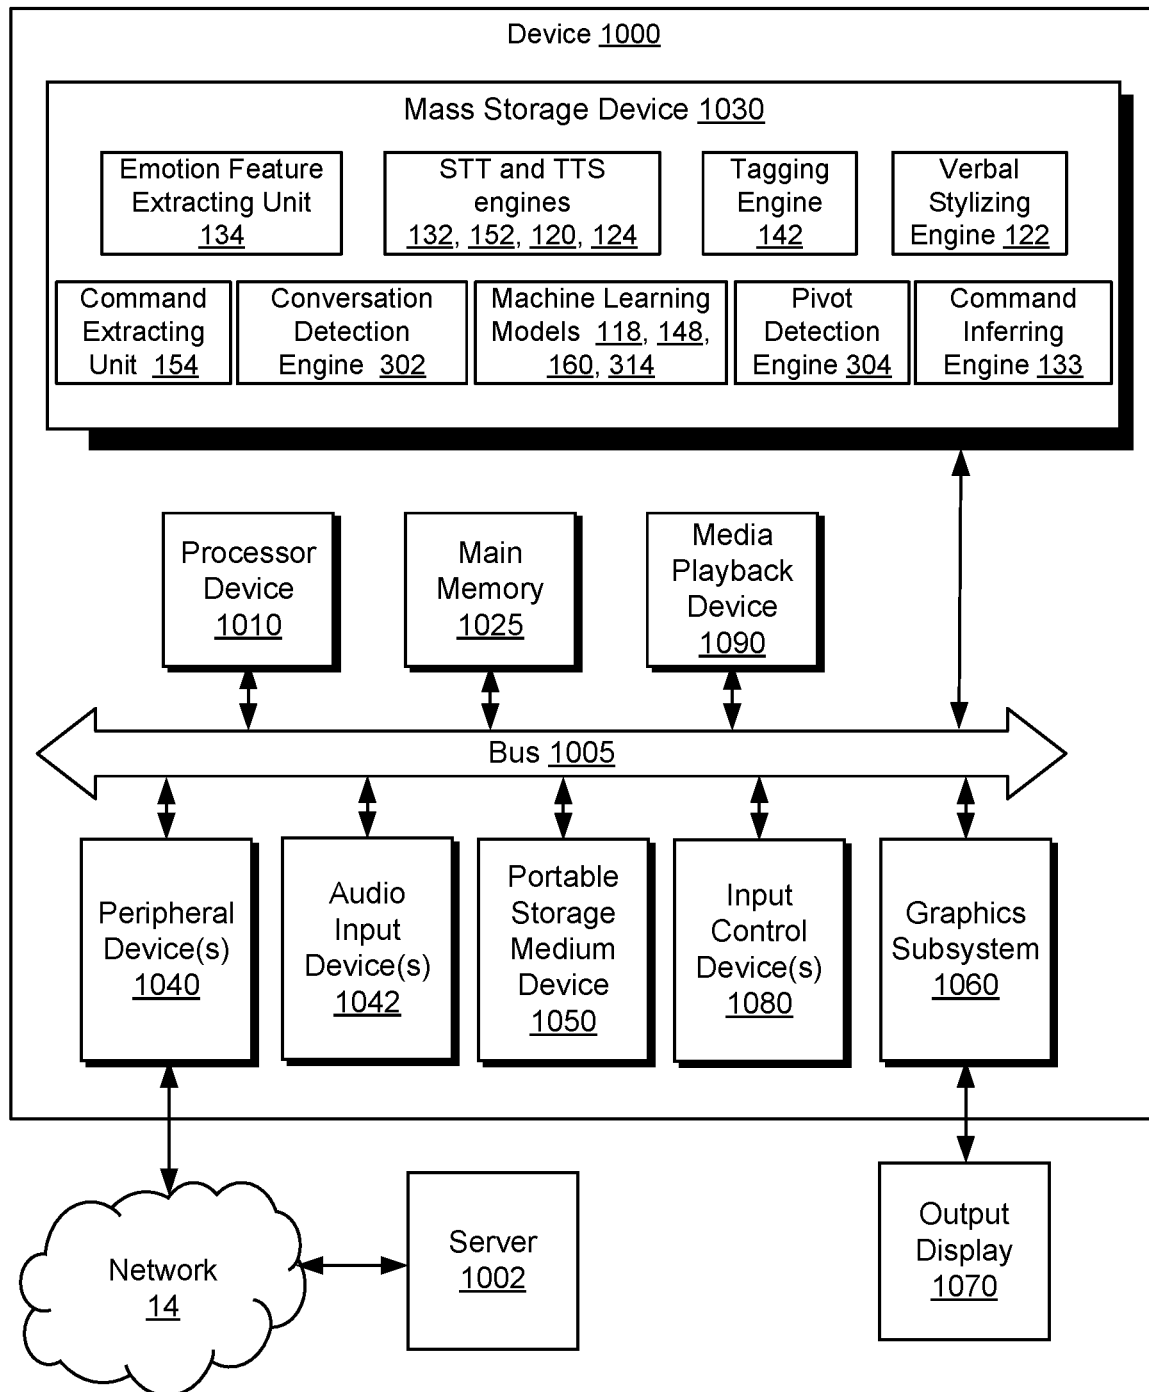 Device 1000
Mass Storage Device 1030
Emotion Feature
Extracting Unit
134
STT and TTS
engines
132, 152, 120, 124
Tagging
Engine
142
Verbal
Stylizing
Engine 122
Command
Extracting
Unit 154
Conversation
Detection
Engine 302
Machine Learning
Models 118, 148,
160, 314
Pivot
Detection
Engine 304
Command
Inferring
Engine 133
Processor
Device
1010
Main
Memory
1025
Media
Playback
Device
1090
Bus 1005
Peripheral
Device(s)
1040
Audio
Input
Device(s)
1042
Portable
Storage
Medium
Device
1050
Input
Control
Device(s)
1080
Graphics
Subsystem
1060
Network
14
Server
1002
Output
Display
1070